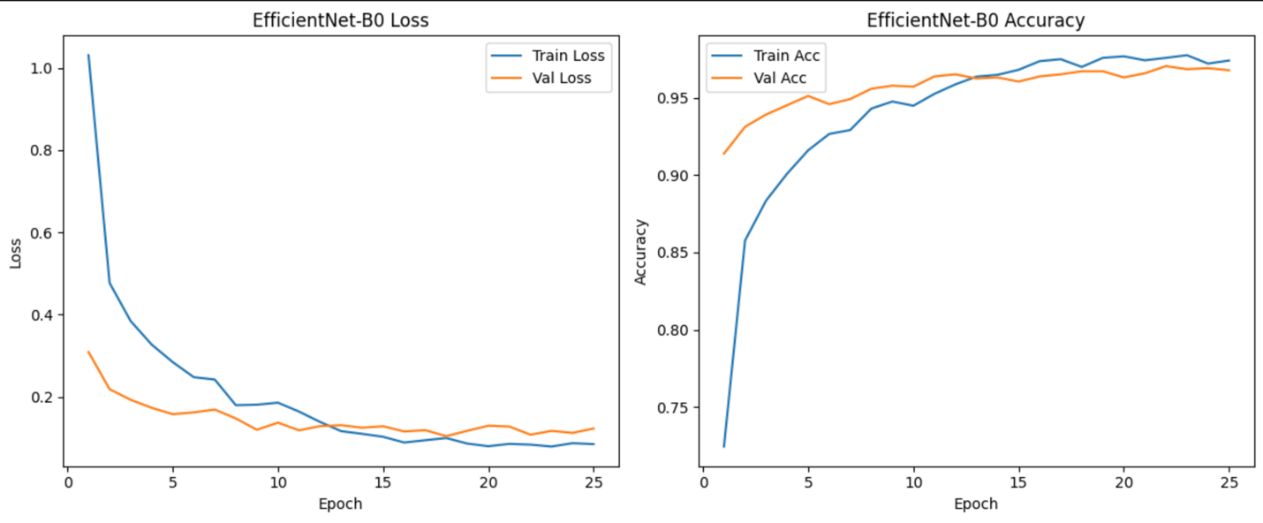 EfficientNet-B0 Loss
Train Loss
Val Loss
Loss
1.0
0.8
0.6
0.4
0.2
0 5 10 15 20 25
Epoch
EfficientNet-B0 Accuracy
Train Acc
Val Acc
Accuracy
0.95
0.90
0.85
0.80
0.75
0 5 10 15 20 25
Epoch